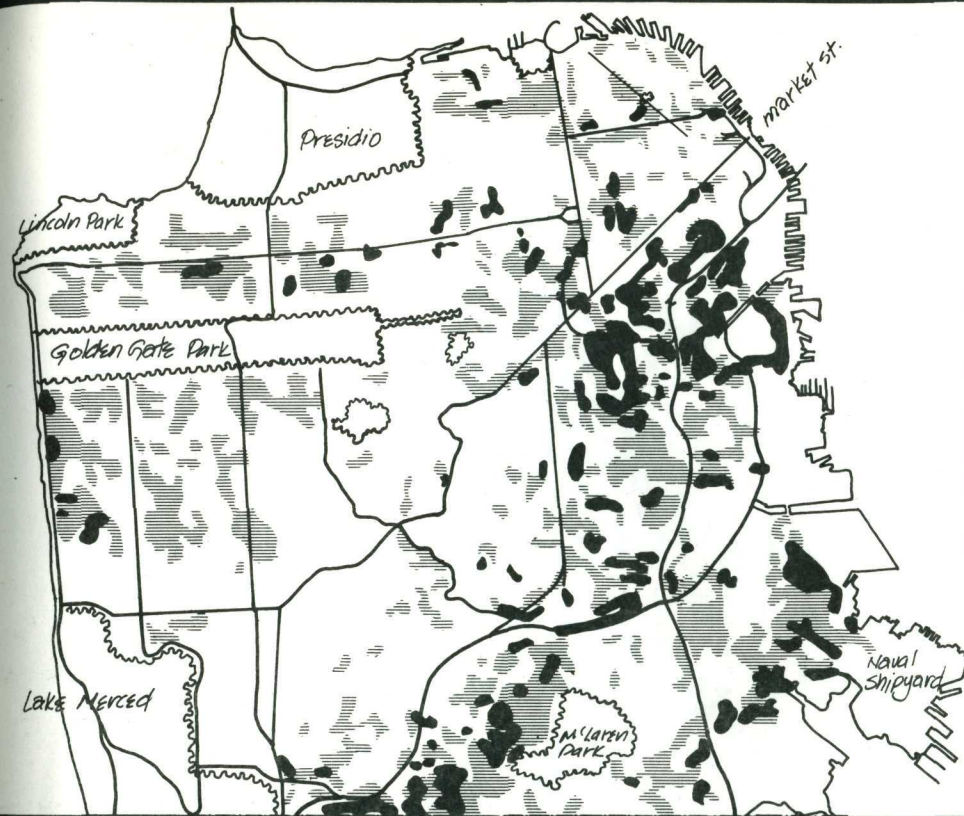 market st.
Presidio
Lincoln Park
Golden Gate Park
Naval
Shipyard
Lake Merced
McLaren
Park